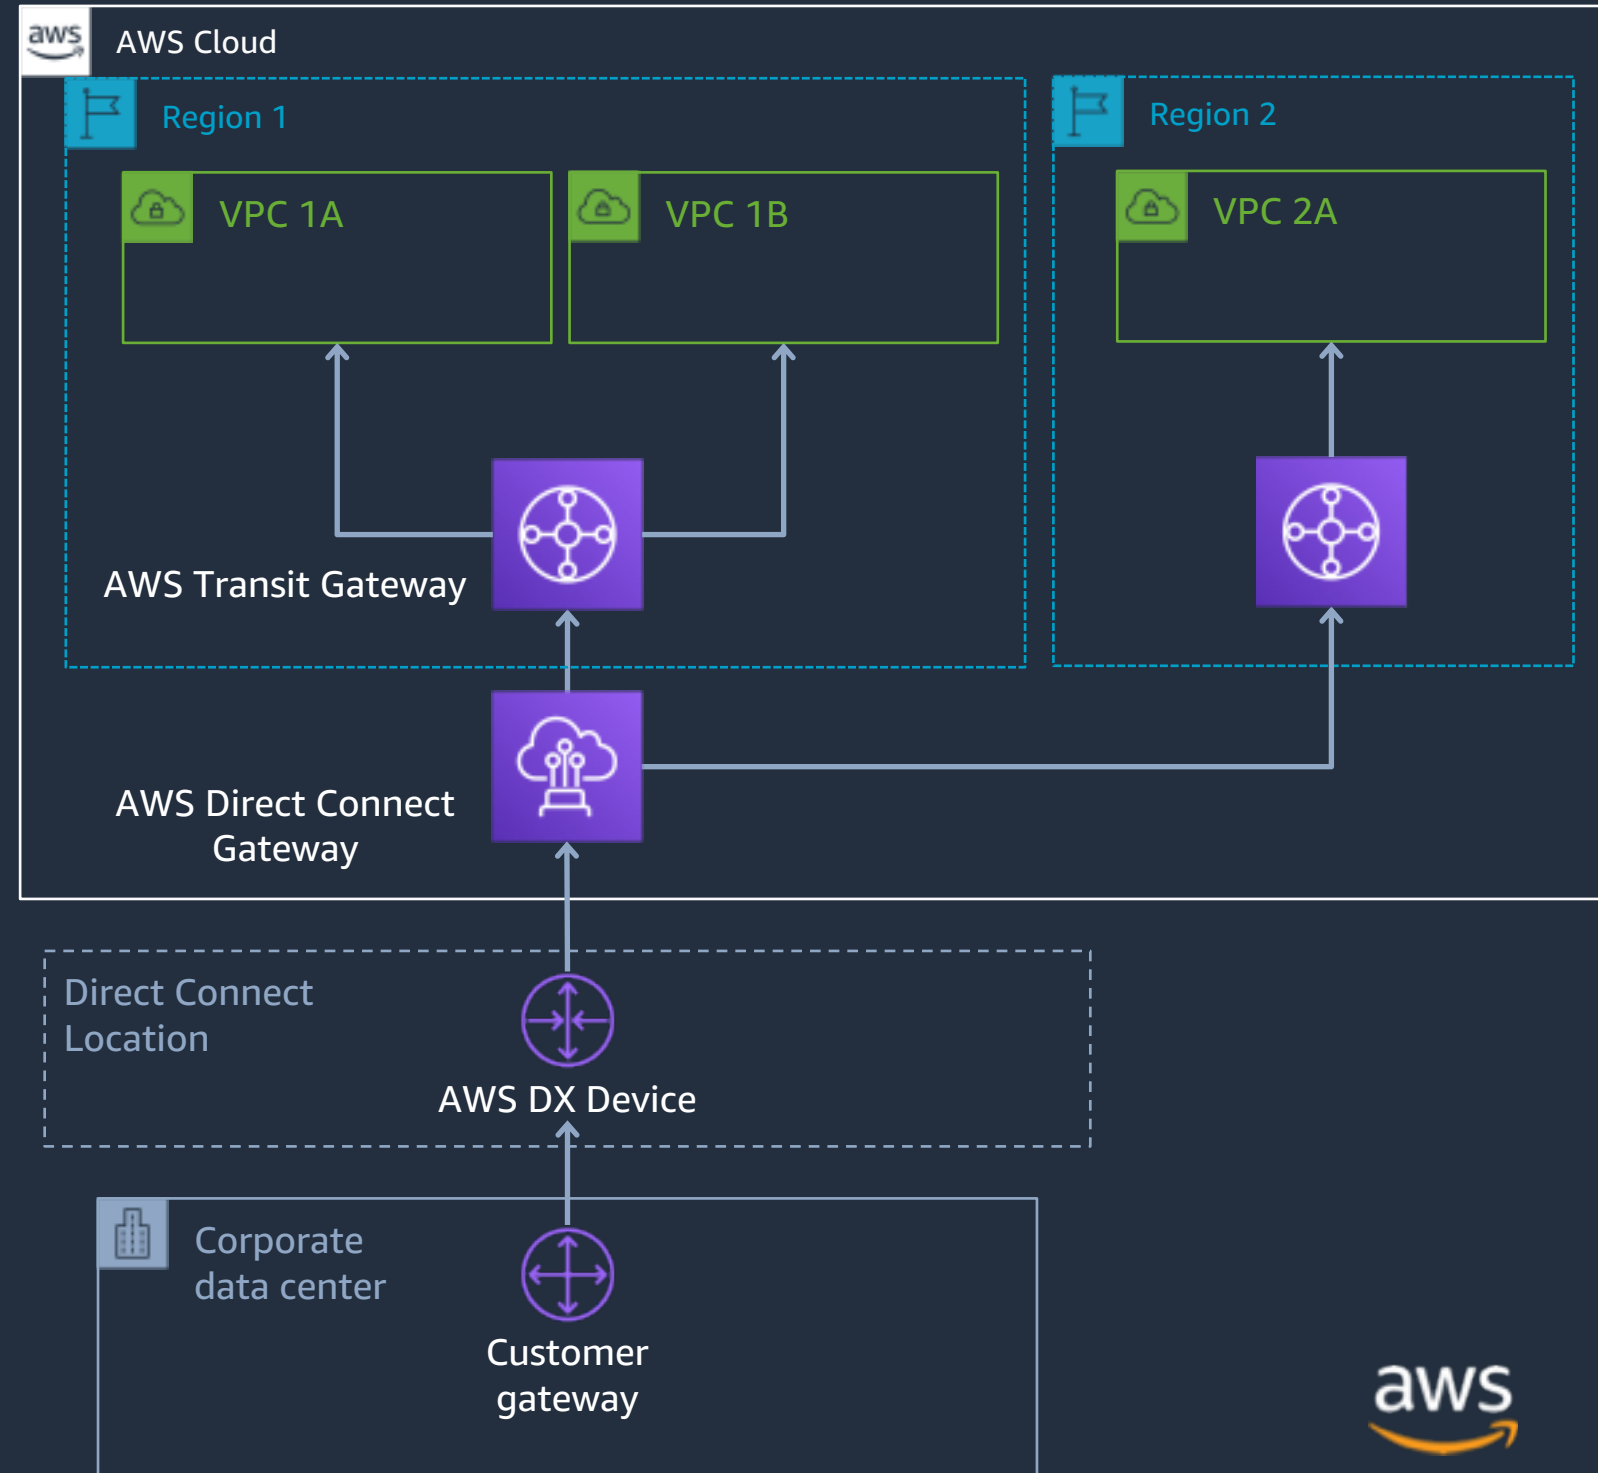 aws
AWS Cloud
Region 1
Region 2
VPC 1A
VPC 1B
VPC 2A
AWS Transit Gateway
AWS Direct Connect
Gateway
Direct Connect
Location
AWS DX Device
Corporate
data center
Customer
gateway
aws